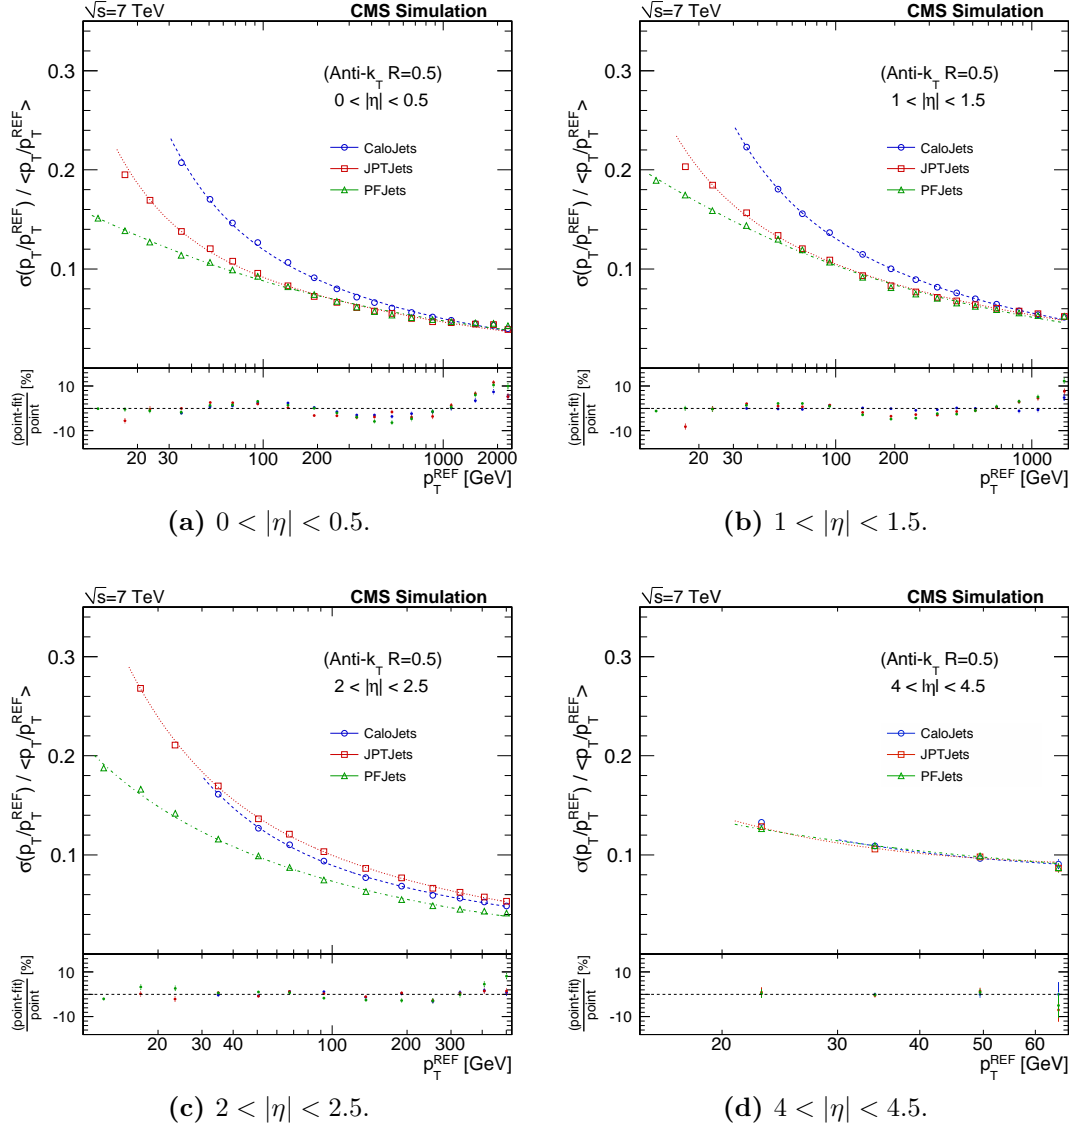 √s=7 TeV CMS Simulation
(Anti-k_T R=0.5)
0 < |η| < 0.5
CaloJets
JPTJets
PFJets
σ(p_T/p_T^REF) / <p_T/p_T^REF>
0.3
0.2
0.1
(point-fit)/point [%]
10
-10
20 30 100 200 1000 2000
p_T^REF [GeV]
(a) 0 < |η| < 0.5.
√s=7 TeV CMS Simulation
(Anti-k_T R=0.5)
1 < |η| < 1.5
CaloJets
JPTJets
PFJets
σ(p_T/p_T^REF) / <p_T/p_T^REF>
0.3
0.2
0.1
(point-fit)/point [%]
10
-10
20 30 100 200 1000
p_T^REF [GeV]
(b) 1 < |η| < 1.5.
√s=7 TeV CMS Simulation
(Anti-k_T R=0.5)
2 < |η| < 2.5
CaloJets
JPTJets
PFJets
σ(p_T/p_T^REF) / <p_T/p_T^REF>
0.3
0.2
0.1
(point-fit)/point [%]
10
-10
20 30 40 100 200 300
p_T^REF [GeV]
(c) 2 < |η| < 2.5.
√s=7 TeV CMS Simulation
(Anti-k_T R=0.5)
4 < |η| < 4.5
CaloJets
JPTJets
PFJets
σ(p_T/p_T^REF) / <p_T/p_T^REF>
0.3
0.2
0.1
(point-fit)/point [%]
10
-10
20 30 40 50 60
p_T^REF [GeV]
(d) 4 < |η| < 4.5.